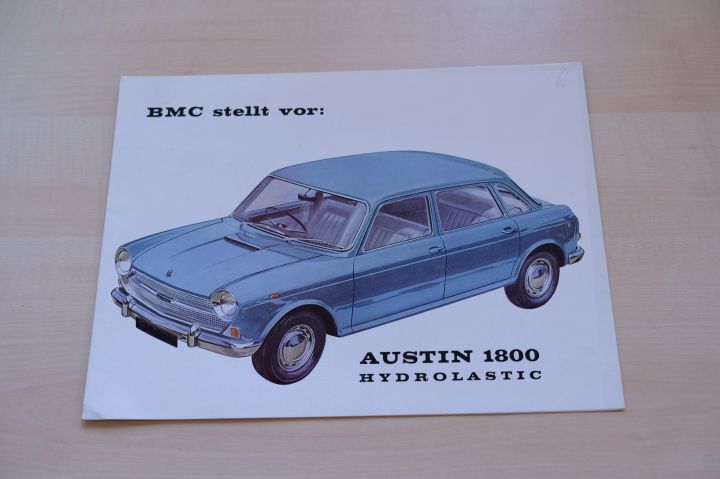 BMC stellt vor:
AUSTIN 1800
HYDROLASTIC